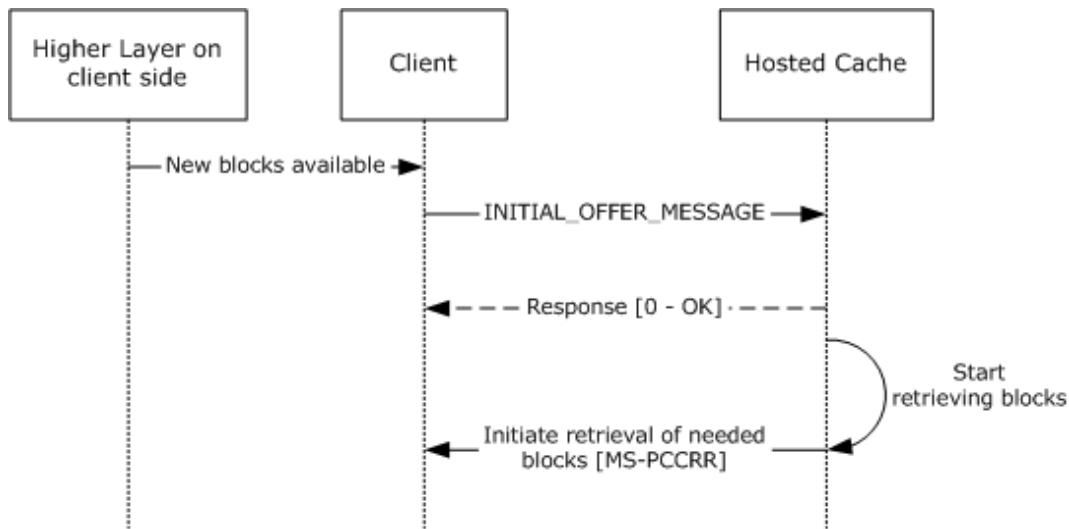 Higher Layer on
client side
Client
Hosted Cache
New blocks available
INITIAL_OFFER_MESSAGE
Response [0 - OK]
Start
retrieving blocks
Initiate retrieval of needed
blocks [MS-PCCRR]